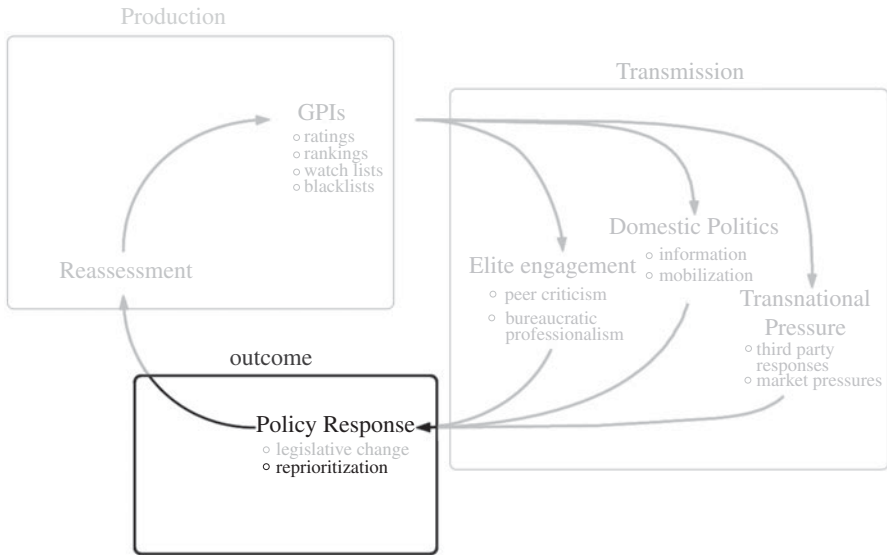 Production
GPIs
○ ratings
○ rankings
○ watch lists
○ blacklists
Reassessment
Transmission
Elite engagement
○ peer criticism
○ bureaucratic
professionalism
Domestic Politics
○ information
○ mobilization
Transnational
Pressure
○ third party
responses
○ market pressures
outcome
Policy Response
○ legislative change
○ reprioritization